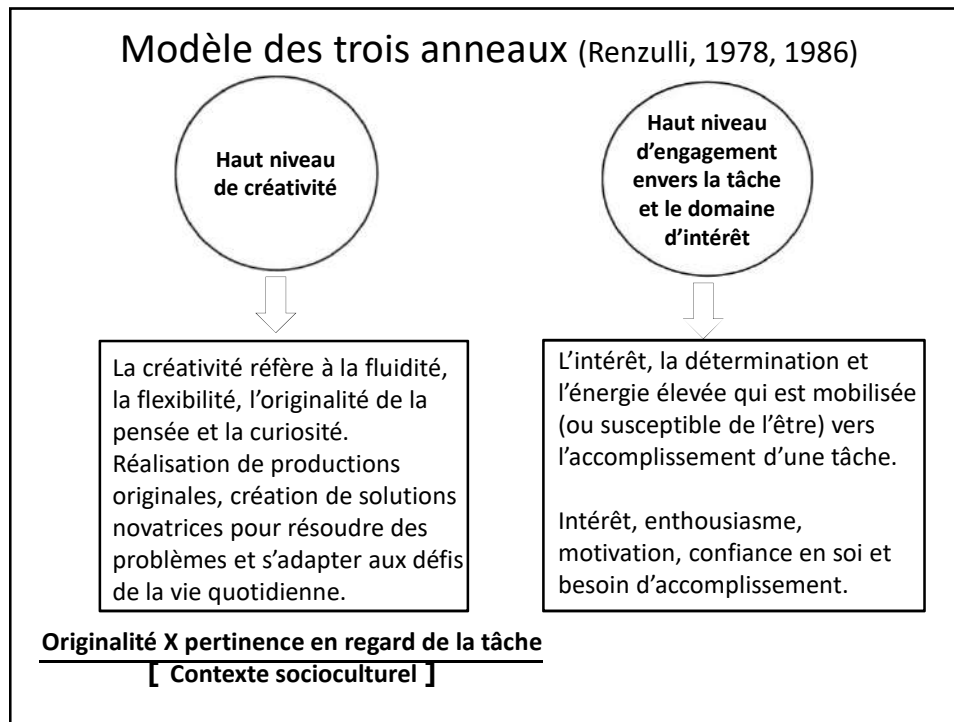 Modèle des trois anneaux (Renzulli, 1978, 1986)
Haut niveau
de créativité
Haut niveau
d’engagement
envers la tâche
et le domaine
d’intérêt
La créativité réfère à la fluidité,
la flexibilité, l’originalité de la
pensée et la curiosité.
Réalisation de productions
originales, création de solutions
novatrices pour résoudre des
problèmes et s’adapter aux défis
de la vie quotidienne.
L’intérêt, la détermination et
l’énergie élevée qui est mobilisée
(ou susceptible de l’être) vers
l’accomplissement d’une tâche.
Intérêt, enthousiasme,
motivation, confiance en soi et
besoin d’accomplissement.
Originalité X pertinence en regard de la tâche
[ Contexte socioculturel ]